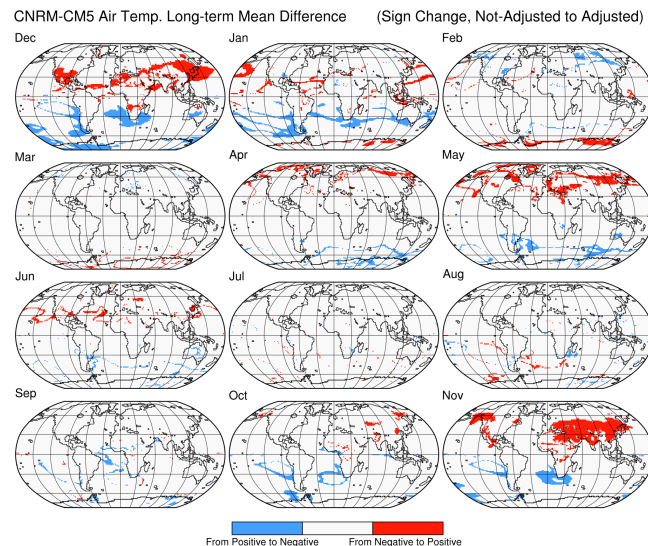 CNRM-CM5 Air Temp. Long-term Mean Difference (Sign Change, Not-Adjusted to Adjusted)
Dec Jan Feb
Mar Apr May
Jun Jul Aug
Sep Oct Nov
From Positive to Negative From Negative to Positive